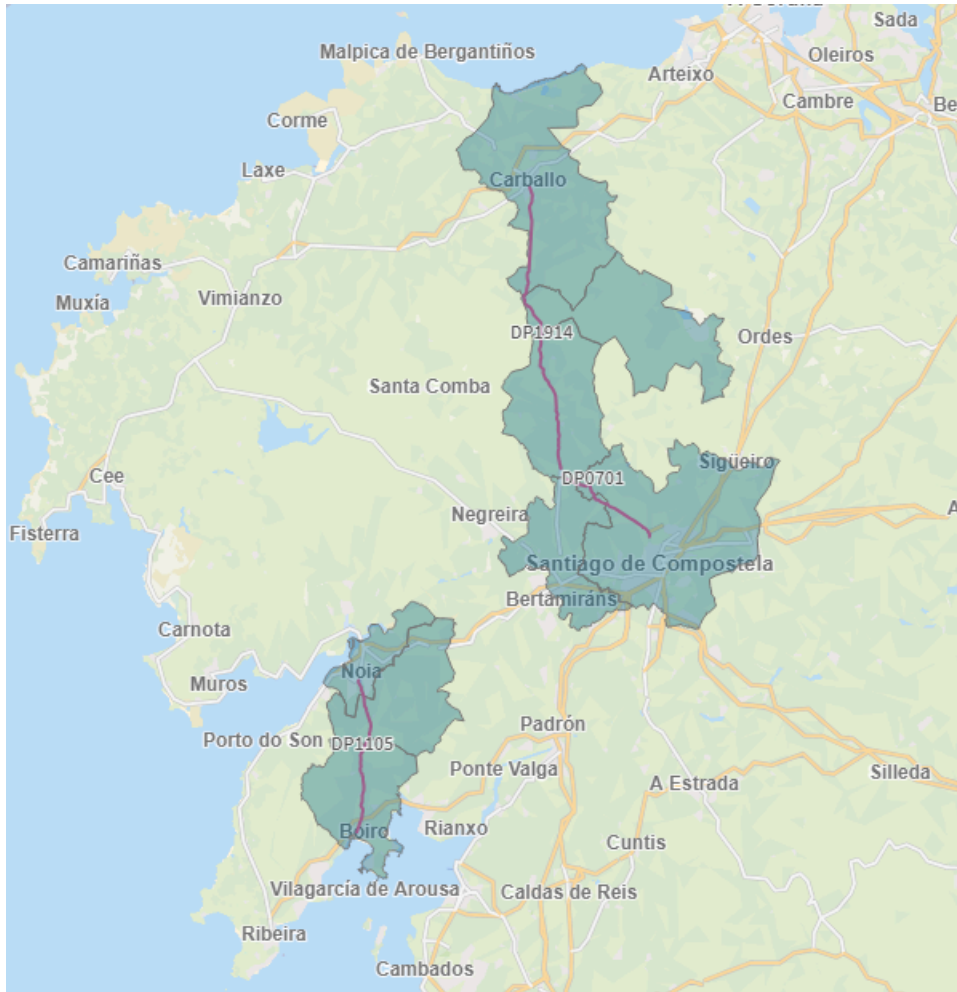 Sada
Malpica de Bergantiños
Oleiros
Arteixo
Cambre
Corme
Laxe
Carballo
Camariñas
Muxía
Vimianzo
DP1914
Ordes
Santa Comba
Sigüeiro
Cee
DP0701
Negreira
Fisterra
Santiago de Compostela
Bertamiráns
Carnota
Noia
Muros
Padrón
Porto do Son
DP1105
Ponte Valga
Silleda
A Estrada
Rianxo
Boiro
Cuntis
Vilagarcía de Arousa
Caldas de Reis
Ribeira
Cambados